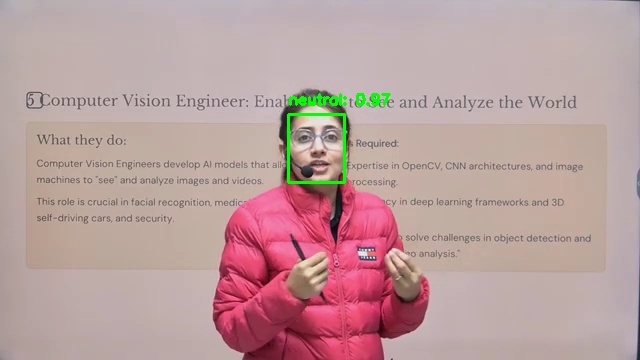 5 Computer Vision Engineer: Ena and Analyze the World
neutral: 0.97
What they do:
Required:
Computer Vision Engineers develop AI models that
Expertise in OpenCV, CNN architectures, and image
machines to "see" and analyze images and videos.
processing.
This role is crucial in facial recognition,
in deep learning frameworks and 3D
self-driving cars, and security.
solve challenges in object detection and
analysis."
TOMMY
JEANS